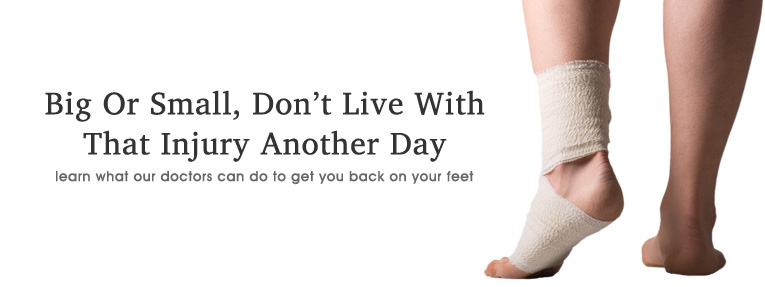 Big Or Small, Don’t Live With
That Injury Another Day
learn what our doctors can do to get you back on your feet